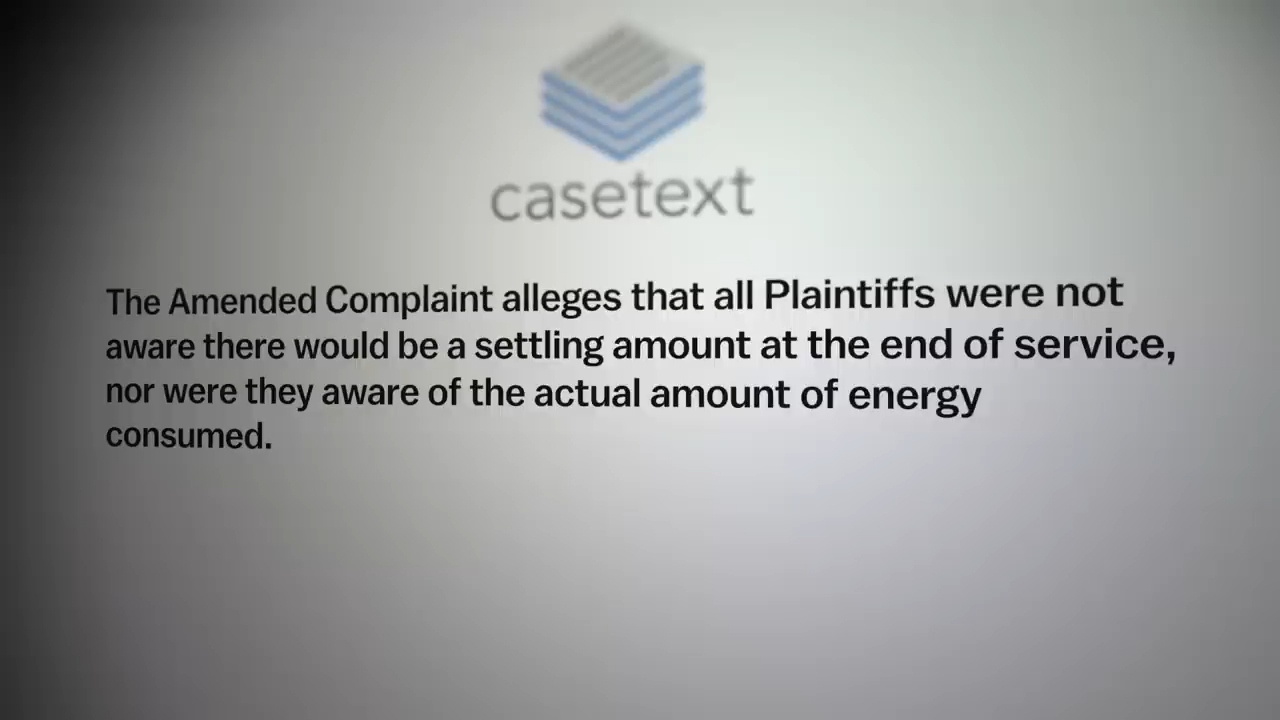 casetext
The Amended Complaint alleges that all Plaintiffs were not
aware there would be a settling amount at the end of service,
nor were they aware of the actual amount of energy
consumed.